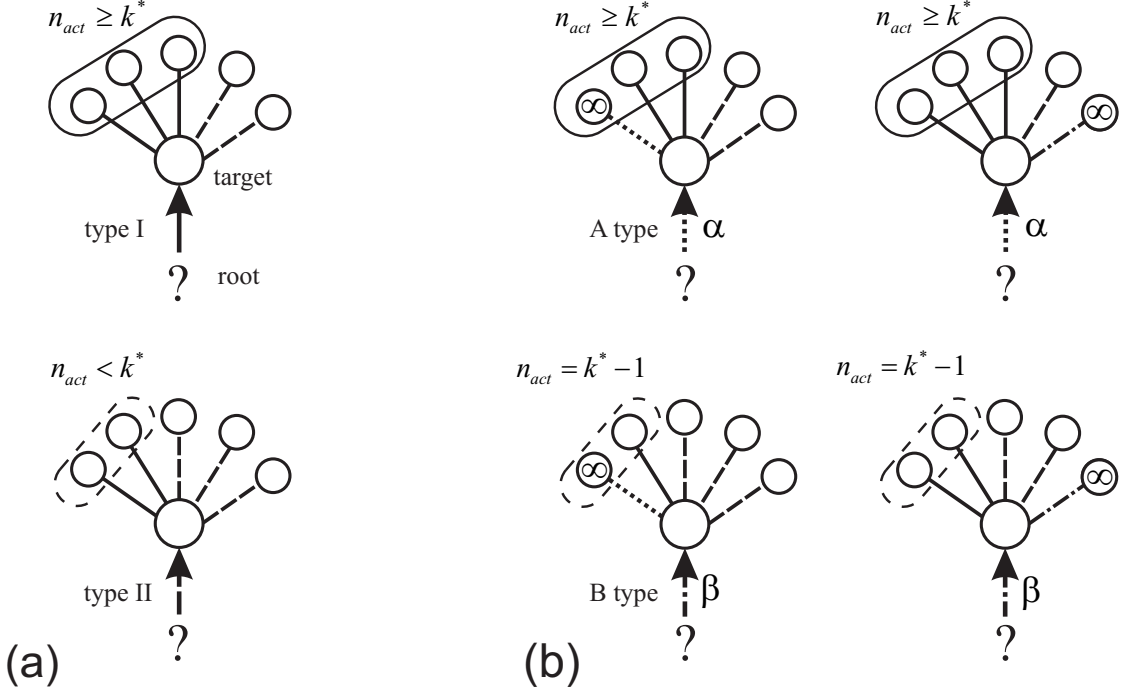 n_act ≥ k*
target
type I
? root
n_act < k*
type II
?
(a)
n_act ≥ k*
∞
A type α
?
n_act ≥ k*
∞
α
?
n_act = k* − 1
∞
B type β
?
n_act = k* − 1
∞
β
?
(b)